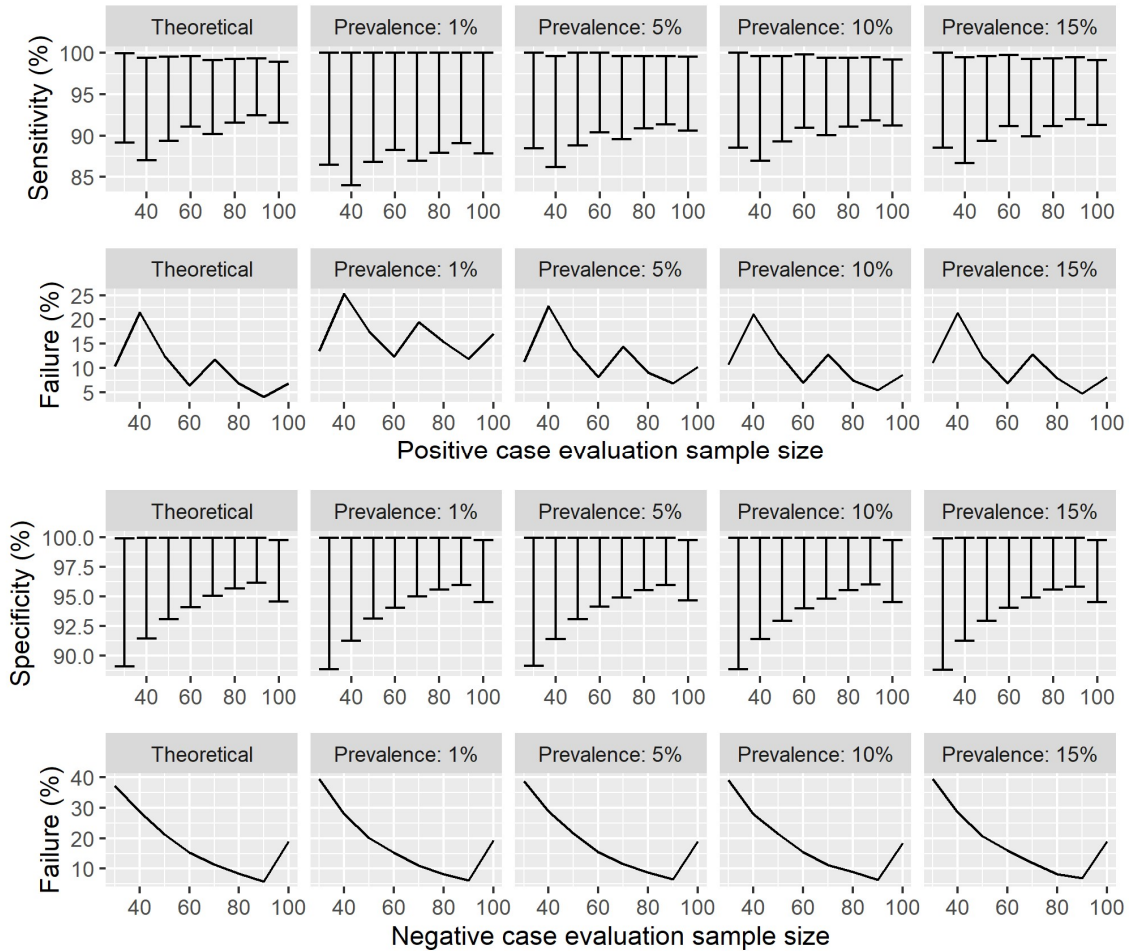 Theoretical Prevalence: 1% Prevalence: 5% Prevalence: 10% Prevalence: 15%
Sensitivity (%)
100
95
90
85
40 60 80 100 40 60 80 100 40 60 80 100 40 60 80 100 40 60 80 100
Theoretical Prevalence: 1% Prevalence: 5% Prevalence: 10% Prevalence: 15%
Failure (%)
25
20
15
10
5
40 60 80 100 40 60 80 100 40 60 80 100 40 60 80 100 40 60 80 100
Positive case evaluation sample size
Theoretical Prevalence: 1% Prevalence: 5% Prevalence: 10% Prevalence: 15%
Specificity (%)
100.0
97.5
95.0
92.5
90.0
40 60 80 100 40 60 80 100 40 60 80 100 40 60 80 100 40 60 80 100
Theoretical Prevalence: 1% Prevalence: 5% Prevalence: 10% Prevalence: 15%
Failure (%)
40
30
20
10
40 60 80 100 40 60 80 100 40 60 80 100 40 60 80 100 40 60 80 100
Negative case evaluation sample size